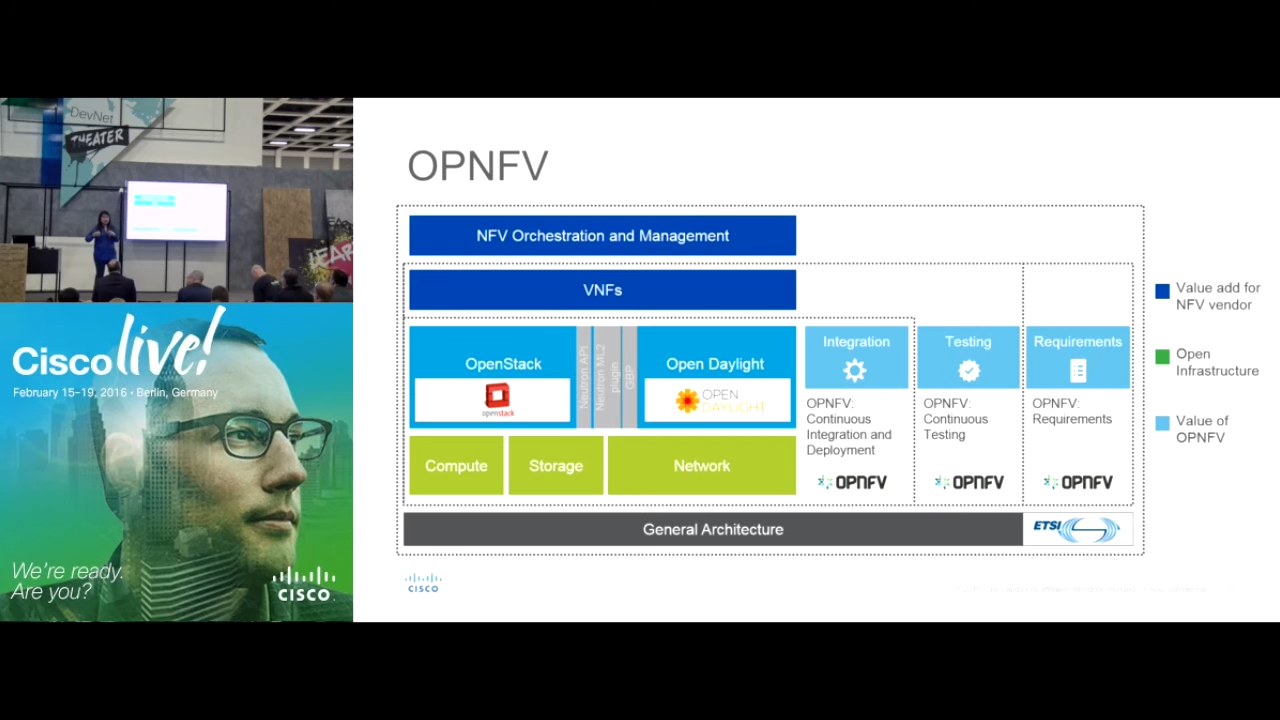 DevNet
THEATER
Cisco live!
February 15-19, 2016 • Berlin, Germany
We're ready.
Are you?
CISCO
OPNFV
NFV Orchestration and Management
VNFs
OpenStack
openstack
Neutron API
Neutron ML2
plugin
GBP
Open Daylight
OPEN
DAYLIGHT
Compute
Storage
Network
Integration
OPNFV:
Continuous
Integration and
Deployment
OPNFV
Testing
OPNFV:
Continuous
Testing
OPNFV
Requirements
OPNFV:
Requirements
OPNFV
General Architecture
ETSI
Value add for
NFV vendor
Open
Infrastructure
Value of
OPNFV
CISCO